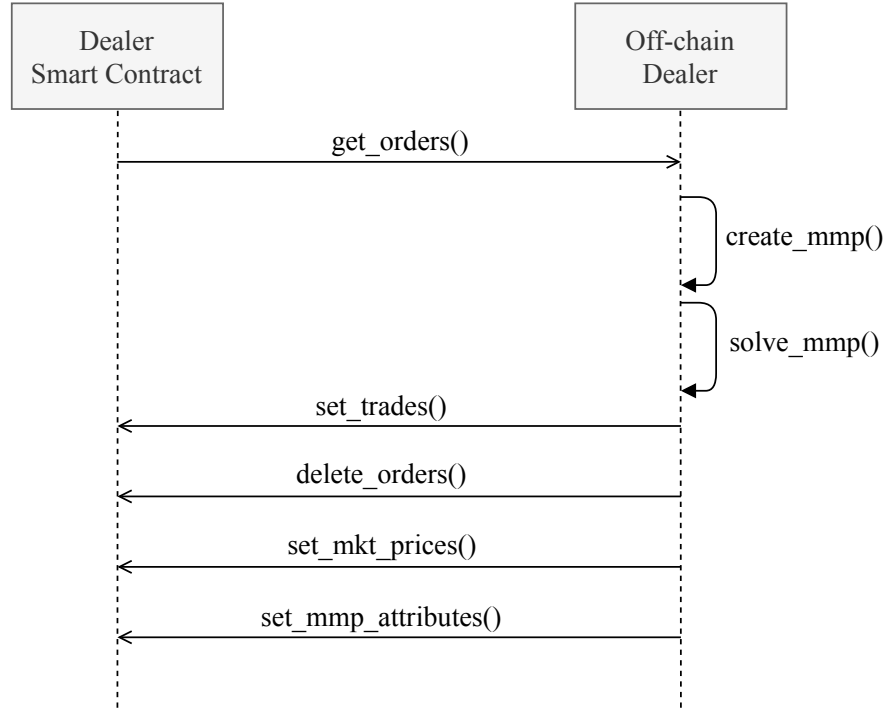 Dealer
Smart Contract
Off-chain
Dealer
get_orders()
create_mmp()
solve_mmp()
set_trades()
delete_orders()
set_mkt_prices()
set_mmp_attributes()